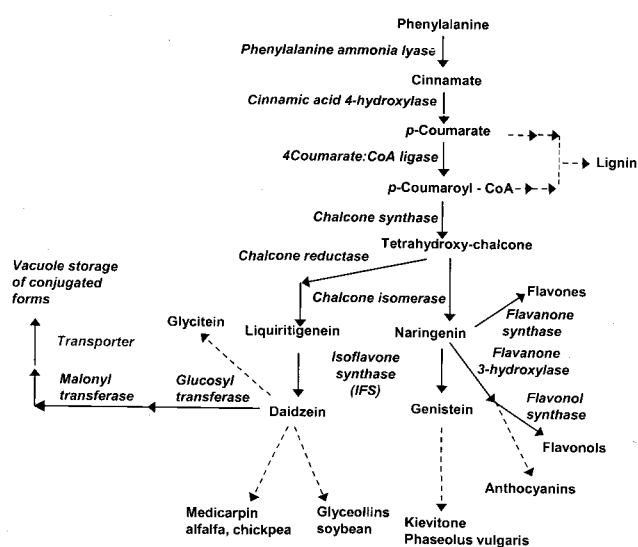 Phenylalanine
Phenylalanine ammonia lyase
Cinnamate
Cinnamic acid 4-hydroxylase
p-Coumarate
4Coumarate:CoA ligase
Lignin
p-Coumaroyl - CoA
Chalcone synthase
Tetrahydroxy-chalcone
Chalcone reductase
Vacuole storage
of conjugated
forms
Chalcone isomerase
Flavones
Glycitein
Liquiritigenein
Naringenin
Flavanone
synthase
Transporter
Isoflavone
synthase
(IFS)
Flavanone
3-hydroxylase
Malonyl
transferase
Glucosyl
transferase
Daidzein
Genistein
Flavonol
synthase
Flavonols
Anthocyanins
Medicarpin
alfalfa, chickpea
Glyceollins
soybean
Kievitone
Phaseolus vulgaris